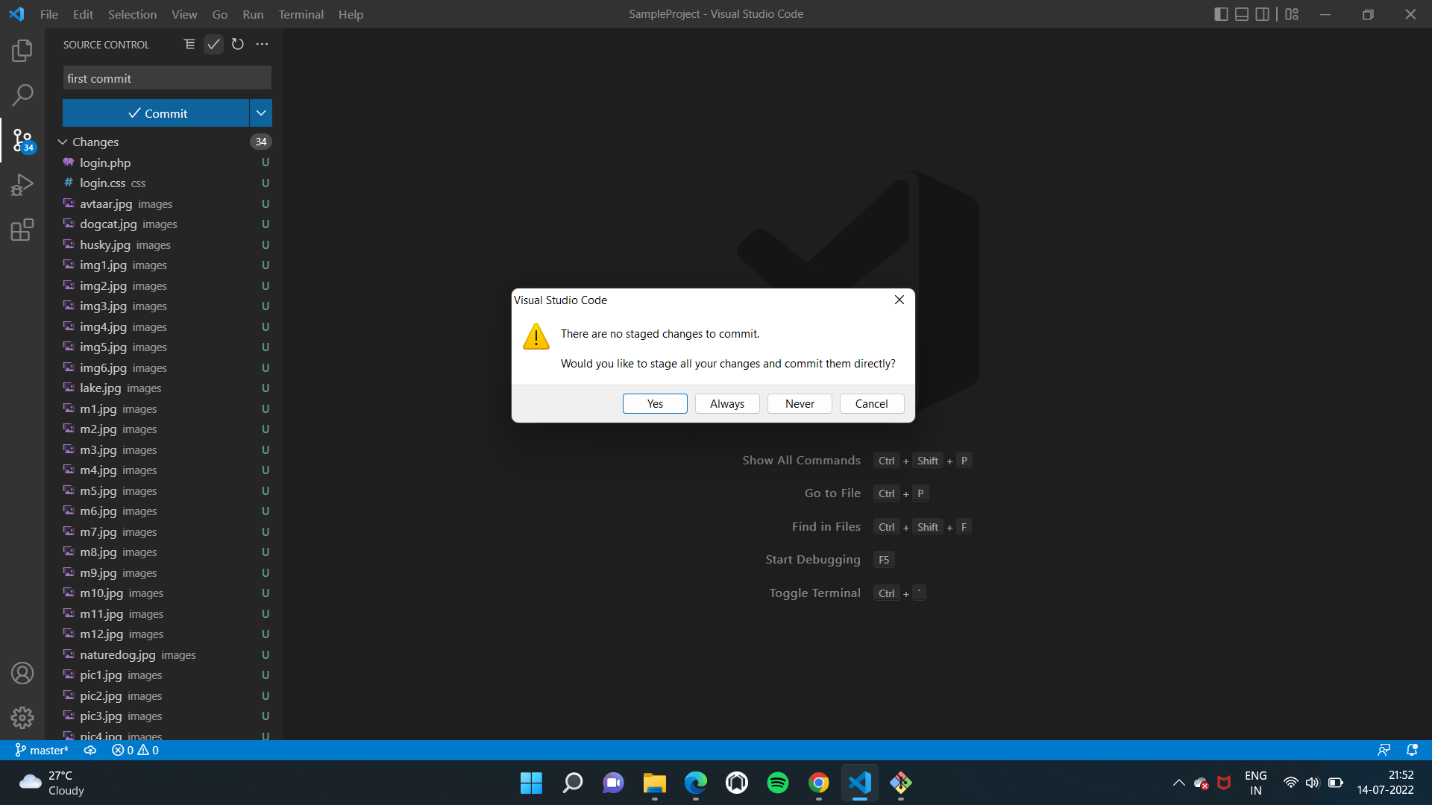 File Edit Selection View Go Run Terminal Help
SampleProject - Visual Studio Code
SOURCE CONTROL
first commit
Commit
Changes 34
34
login.php U
# login.css css U
avtaar.jpg images U
dogcat.jpg images U
husky.jpg images U
img1.jpg images U
img2.jpg images U
img3.jpg images U
img4.jpg images U
img5.jpg images U
img6.jpg images U
lake.jpg images U
m1.jpg images U
m2.jpg images U
m3.jpg images U
m4.jpg images U
m5.jpg images U
m6.jpg images U
m7.jpg images U
m8.jpg images U
m9.jpg images U
m10.jpg images U
m11.jpg images U
m12.jpg images U
naturedog.jpg images U
pic1.jpg images U
pic2.jpg images U
pic3.jpg images U
pic4.jpg images U
Visual Studio Code
There are no staged changes to commit.
Would you like to stage all your changes and commit them directly?
Yes Always Never Cancel
Show All Commands Ctrl + Shift + P
Go to File Ctrl + P
Find in Files Ctrl + Shift + F
Start Debugging F5
Toggle Terminal Ctrl + `
master* 0 0
27°C
Cloudy
ENG
IN
21:52
14-07-2022